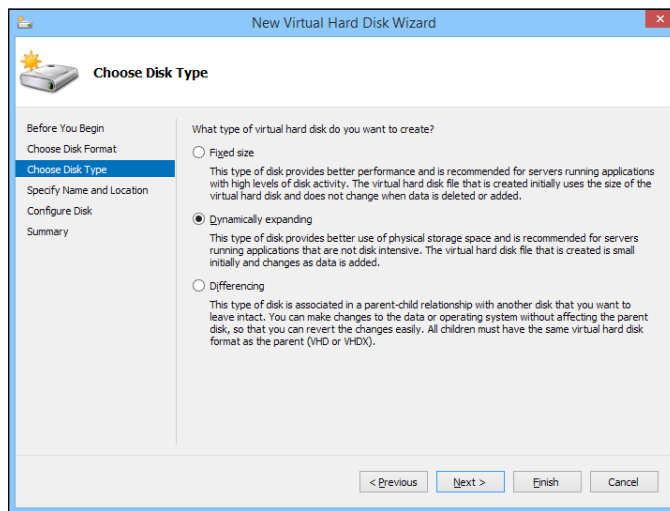 New Virtual Hard Disk Wizard
Choose Disk Type
Before You Begin
Choose Disk Format
Choose Disk Type
Specify Name and Location
Configure Disk
Summary
What type of virtual hard disk do you want to create?
Fixed size
This type of disk provides better performance and is recommended for servers running applications
with high levels of disk activity. The virtual hard disk file that is created initially uses the size of the
virtual hard disk and does not change when data is deleted or added.
Dynamically expanding
This type of disk provides better use of physical storage space and is recommended for servers
running applications that are not disk intensive. The virtual hard disk file that is created is small
initially and changes as data is added.
Differencing
This type of disk is associated in a parent-child relationship with another disk that you want to
leave intact. You can make changes to the data or operating system without affecting the parent
disk, so that you can revert the changes easily. All children must have the same virtual hard disk
format as the parent (VHD or VHDX).
< Previous
Next >
Finish
Cancel